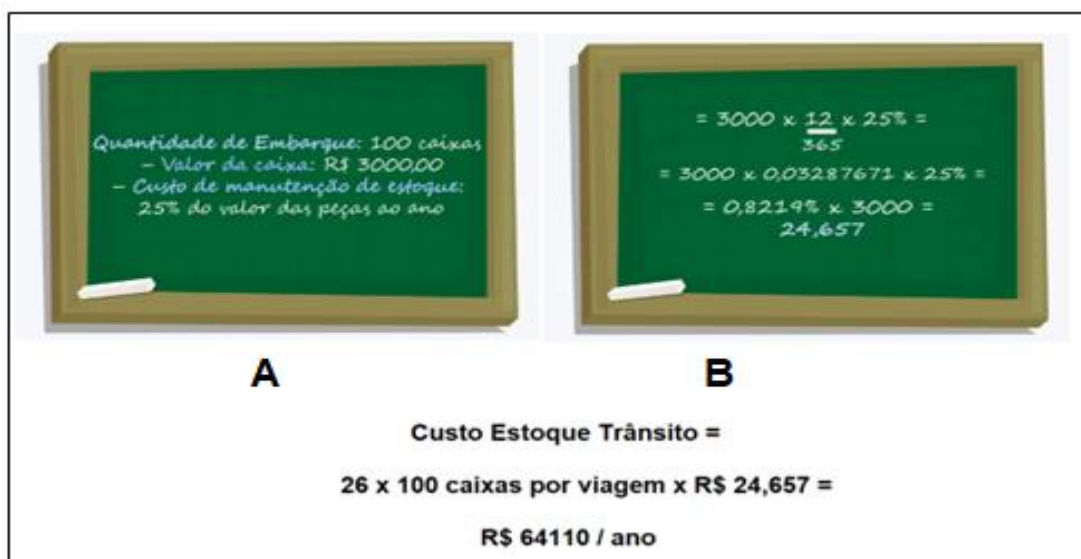 Quantidade de Embarque: 100 caixas
– Valor da caixa: R$ 3000,00
– Custo de manutenção de estoque:
25% do valor das peças ao ano
= 3000 x 12 x 25% =
365
= 3000 x 0,03287671 x 25% =
= 0,8219% x 3000 =
24,657
A
B
Custo Estoque Trânsito =
26 x 100 caixas por viagem x R$ 24,657 =
R$ 64110 / ano